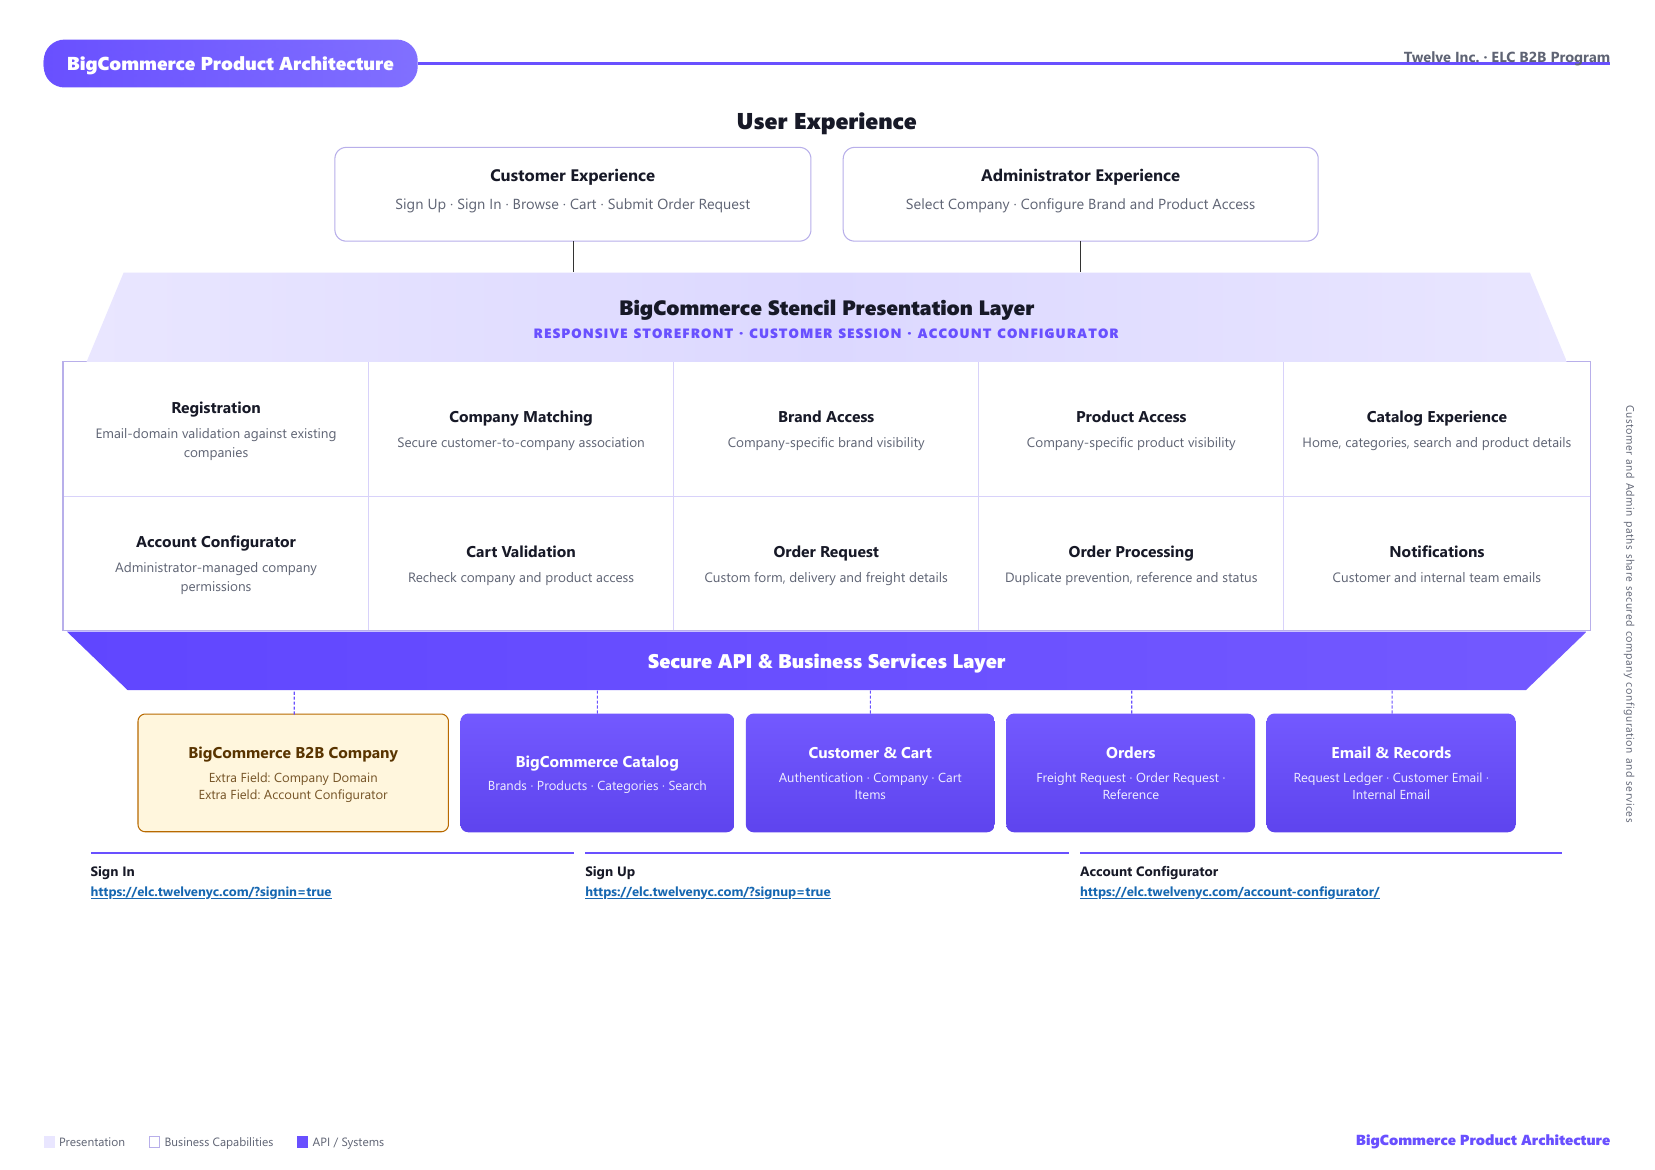 BigCommerce Product Architecture
Twelve Inc. · ELC B2B Program
User Experience
Customer Experience
Sign Up · Sign In · Browse · Cart · Submit Order Request
Administrator Experience
Select Company · Configure Brand and Product Access
BigCommerce Stencil Presentation Layer
RESPONSIVE STOREFRONT · CUSTOMER SESSION · ACCOUNT CONFIGURATOR
Registration
Email-domain validation against existing
companies
Company Matching
Secure customer-to-company association
Brand Access
Company-specific brand visibility
Product Access
Company-specific product visibility
Catalog Experience
Home, categories, search and product details
Account Configurator
Administrator-managed company
permissions
Cart Validation
Recheck company and product access
Order Request
Custom form, delivery and freight details
Order Processing
Duplicate prevention, reference and status
Notifications
Customer and internal team emails
Customer and Admin paths share secured company configuration and services
Secure API & Business Services Layer
BigCommerce B2B Company
Extra Field: Company Domain
Extra Field: Account Configurator
BigCommerce Catalog
Brands · Products · Categories · Search
Customer & Cart
Authentication · Company · Cart
Items
Orders
Freight Request · Order Request ·
Reference
Email & Records
Request Ledger · Customer Email ·
Internal Email
Sign In
https://elc.twelvenyc.com/?signin=true
Sign Up
https://elc.twelvenyc.com/?signup=true
Account Configurator
https://elc.twelvenyc.com/account-configurator/
Presentation
Business Capabilities
API / Systems
BigCommerce Product Architecture